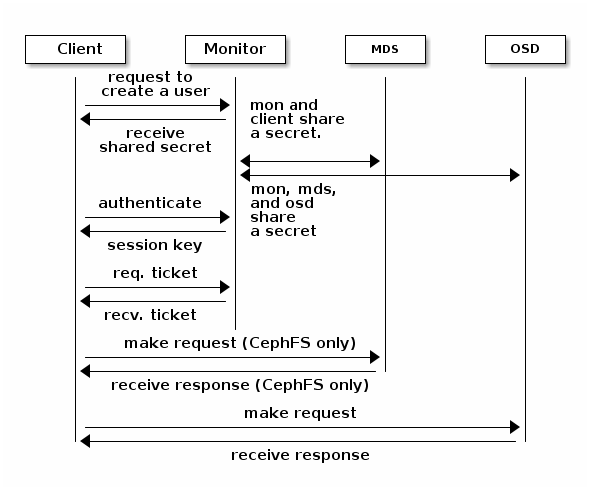 Client
Monitor
MDS
OSD
request to
create a user
mon and
client share
a secret.
receive
shared secret
mon, mds,
and osd
share
a secret
authenticate
session key
req. ticket
recv. ticket
make request (CephFS only)
receive response (CephFS only)
make request
receive response